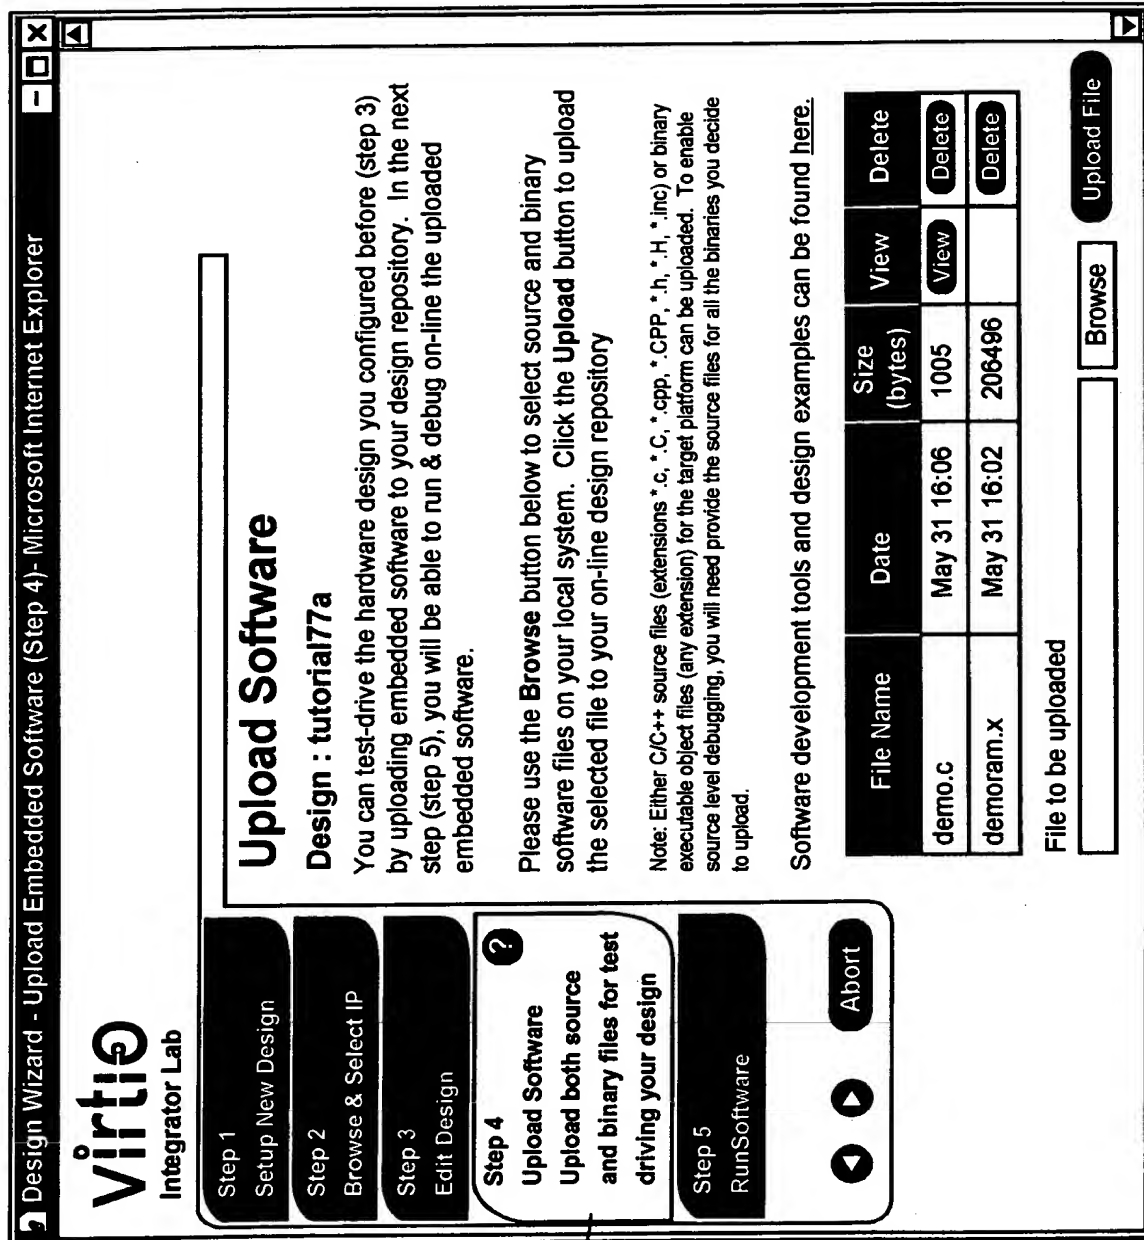 Design Wizard - Upload Embedded Software (Step 4)- Microsoft Internet Explorer
Virtio
Integrator Lab
Step 1
Setup New Design
Step 2
Browse & Select IP
Step 3
Edit Design
Step 4
?
Upload Software
Upload both source
and binary files for test
driving your design
Step 5
RunSoftware
Abort
Upload Software
Design : tutorial77a
You can test-drive the hardware design you configured before (step 3)
by uploading embedded software to your design repository. In the next
step (step 5), you will be able to run & debug on-line the uploaded
embedded software.
Please use the Browse button below to select source and binary
software files on your local system. Click the Upload button to upload
the selected file to your on-line design repository
Note: Either C/C++ source files (extensions *.c, *.C, *.cpp, *.CPP, *.h, *.H, *.inc) or binary
executable object files (any extension) for the target platform can be uploaded. To enable
source level debugging, you will need provide the source files for all the binaries you decide
to upload.
Software development tools and design examples can be found here.
File Name Date Size (bytes) View Delete
demo.c May 31 16:06 1005 View Delete
demoram.x May 31 16:02 206496 Delete
File to be uploaded
Browse Upload File